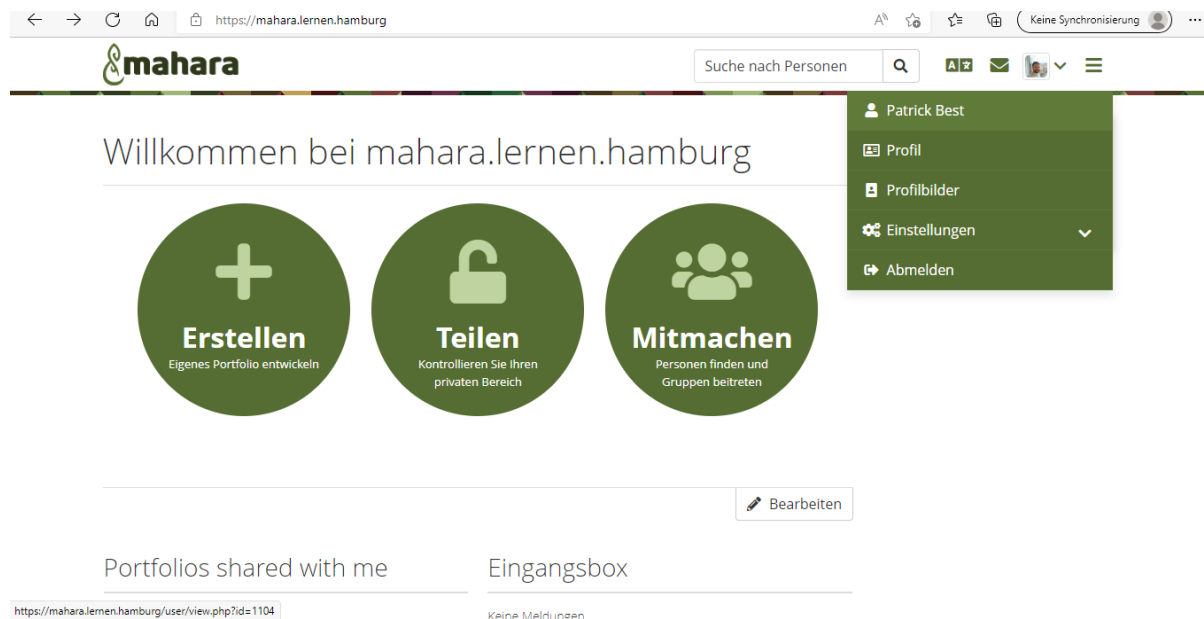 https://mahara.lernen.hamburg
Keine Synchronisierung
mahara
Suche nach Personen
Patrick Best
Profil
Profilbilder
Einstellungen
Abmelden
Willkommen bei mahara.lernen.hamburg
Erstellen
Eigenes Portfolio entwickeln
Teilen
Kontrollieren Sie Ihren
privaten Bereich
Mitmachen
Personen finden und
Gruppen beitreten
Bearbeiten
Portfolios shared with me
Eingangsbox
Keine Meldungen
https://mahara.lernen.hamburg/user/view.php?id=1104